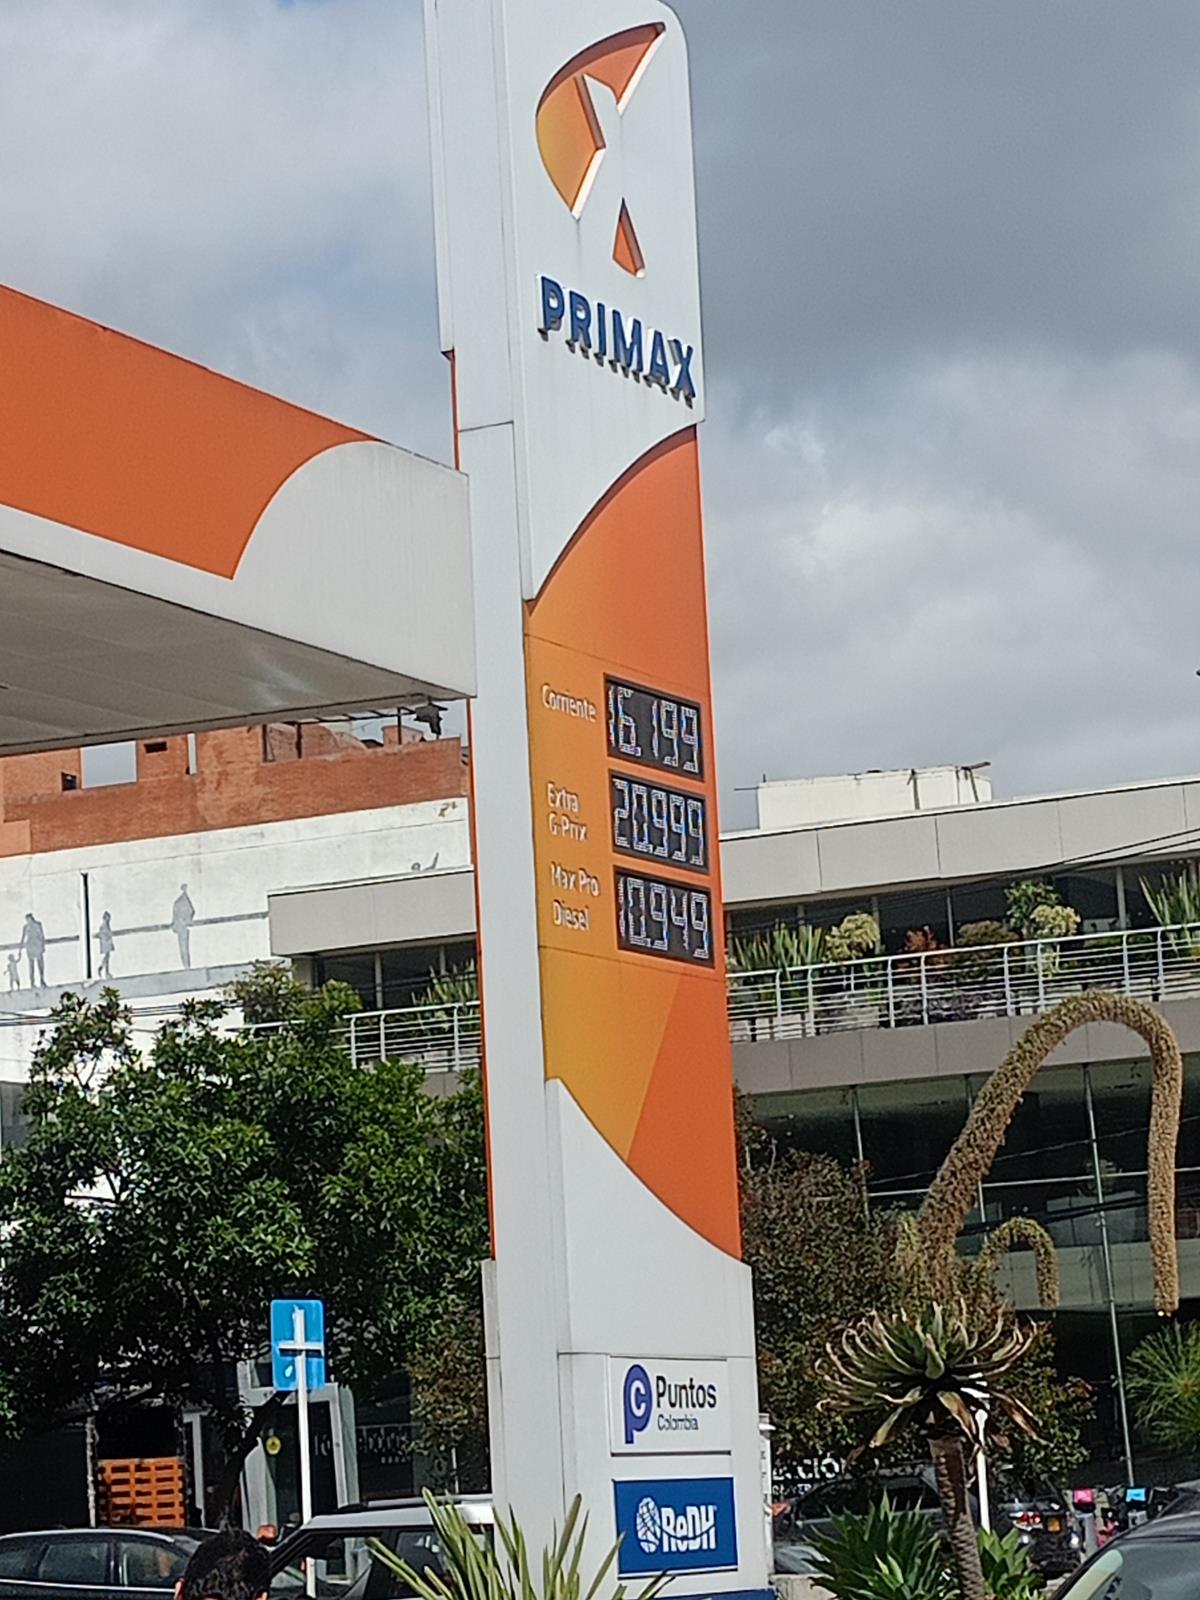 PRIMAX
Corriente 16.199
Extra
G-Prix
20.999
Max Pro
Diesel
10.949
Puntos
Colombia
ReDH